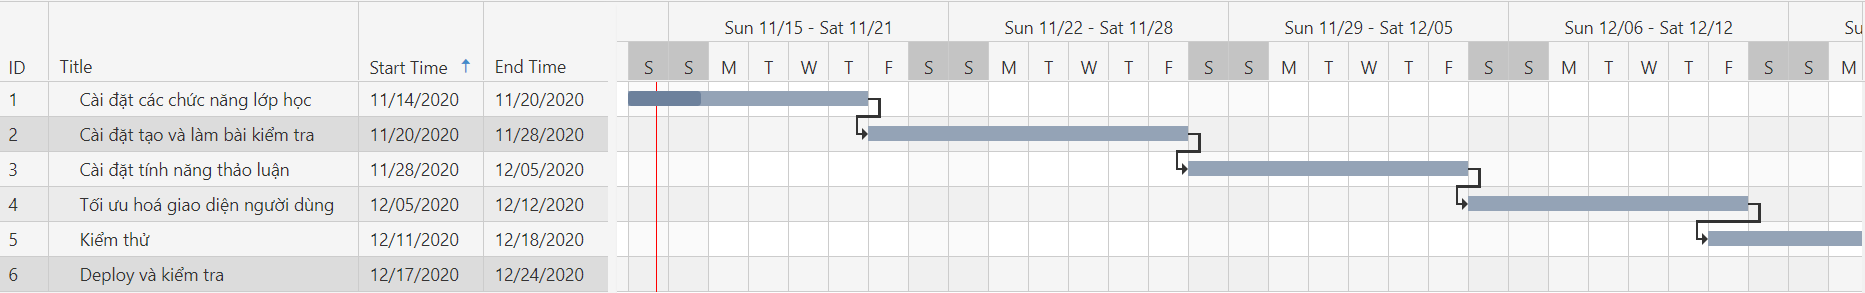 Sun 11/15 - Sat 11/21 Sun 11/22 - Sat 11/28 Sun 11/29 - Sat 12/05 Sun 12/06 - Sat 12/12 Su
ID Title Start Time End Time S S M T W T F S S M T W T F S S M T W T F S S M T W T F S S M
1 Cài đặt các chức năng lớp học 11/14/2020 11/20/2020
2 Cài đặt tạo và làm bài kiểm tra 11/20/2020 11/28/2020
3 Cài đặt tính năng thảo luận 11/28/2020 12/05/2020
4 Tối ưu hoá giao diện người dùng 12/05/2020 12/12/2020
5 Kiểm thử 12/11/2020 12/18/2020
6 Deploy và kiểm tra 12/17/2020 12/24/2020